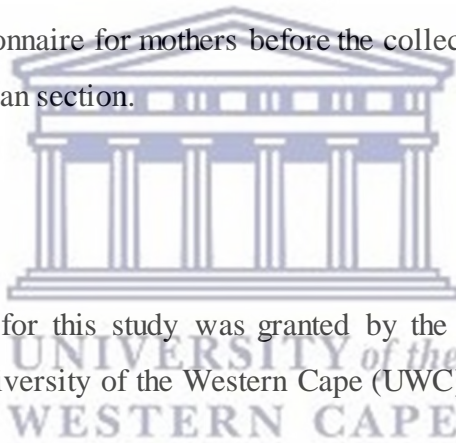 onnaire for mothers before the collec
an section.
for this study was granted by the
UNIVERSITY of the
iversity of the Western Cape (UWC)
WESTERN CAPE